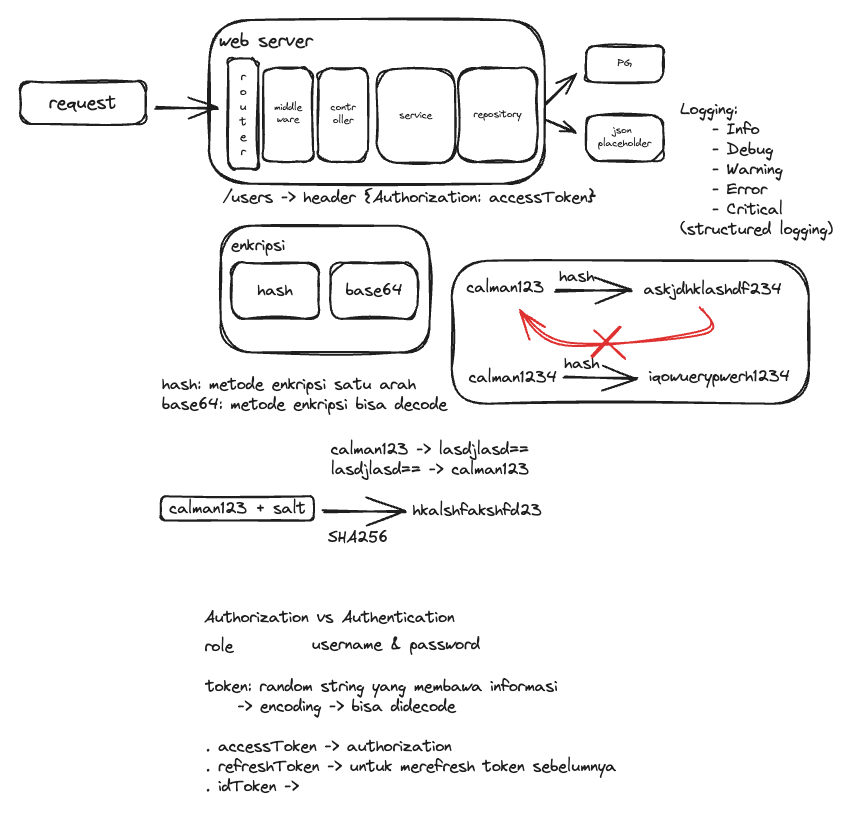 web server
request
router
middle
ware
contr
oller
service
repository
PG
json
placeholder
/users -> header {Authorization: accessToken}
Logging:
- Info
- Debug
- Warning
- Error
- Critical
(structured logging)
enkripsi
hash
base64
calman123
hash
askjdhklashdf234
calman1234
hash
iqowuerypwerh1234
hash: metode enkripsi satu arah
base64: metode enkripsi bisa decode
calman123 -> lasdjlasd==
lasdjlasd== -> calman123
calman123 + salt
SHA256
hkalshfakshfd23
Authorization vs Authentication
role username & password
token: random string yang membawa informasi
-> encoding -> bisa didecode
. accessToken -> authorization
. refreshToken -> untuk merefresh token sebelumnya
. idToken ->